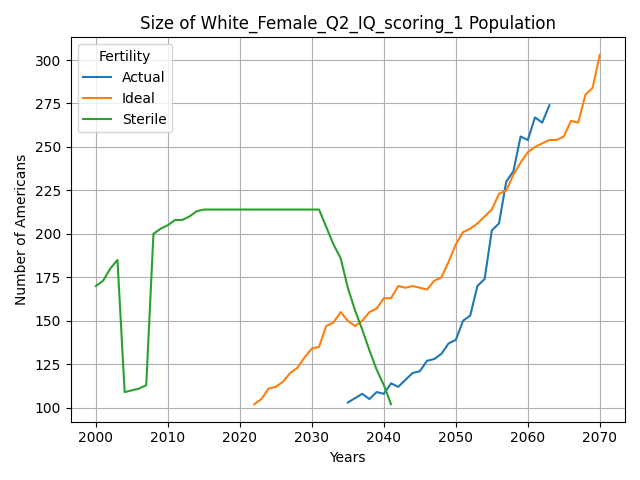 Size of White_Female_Q2_IQ_scoring_1 Population
Number of Americans
300
275
250
225
200
175
150
125
100
Fertility
Actual
Ideal
Sterile
2000 2010 2020 2030 2040 2050 2060 2070
Years